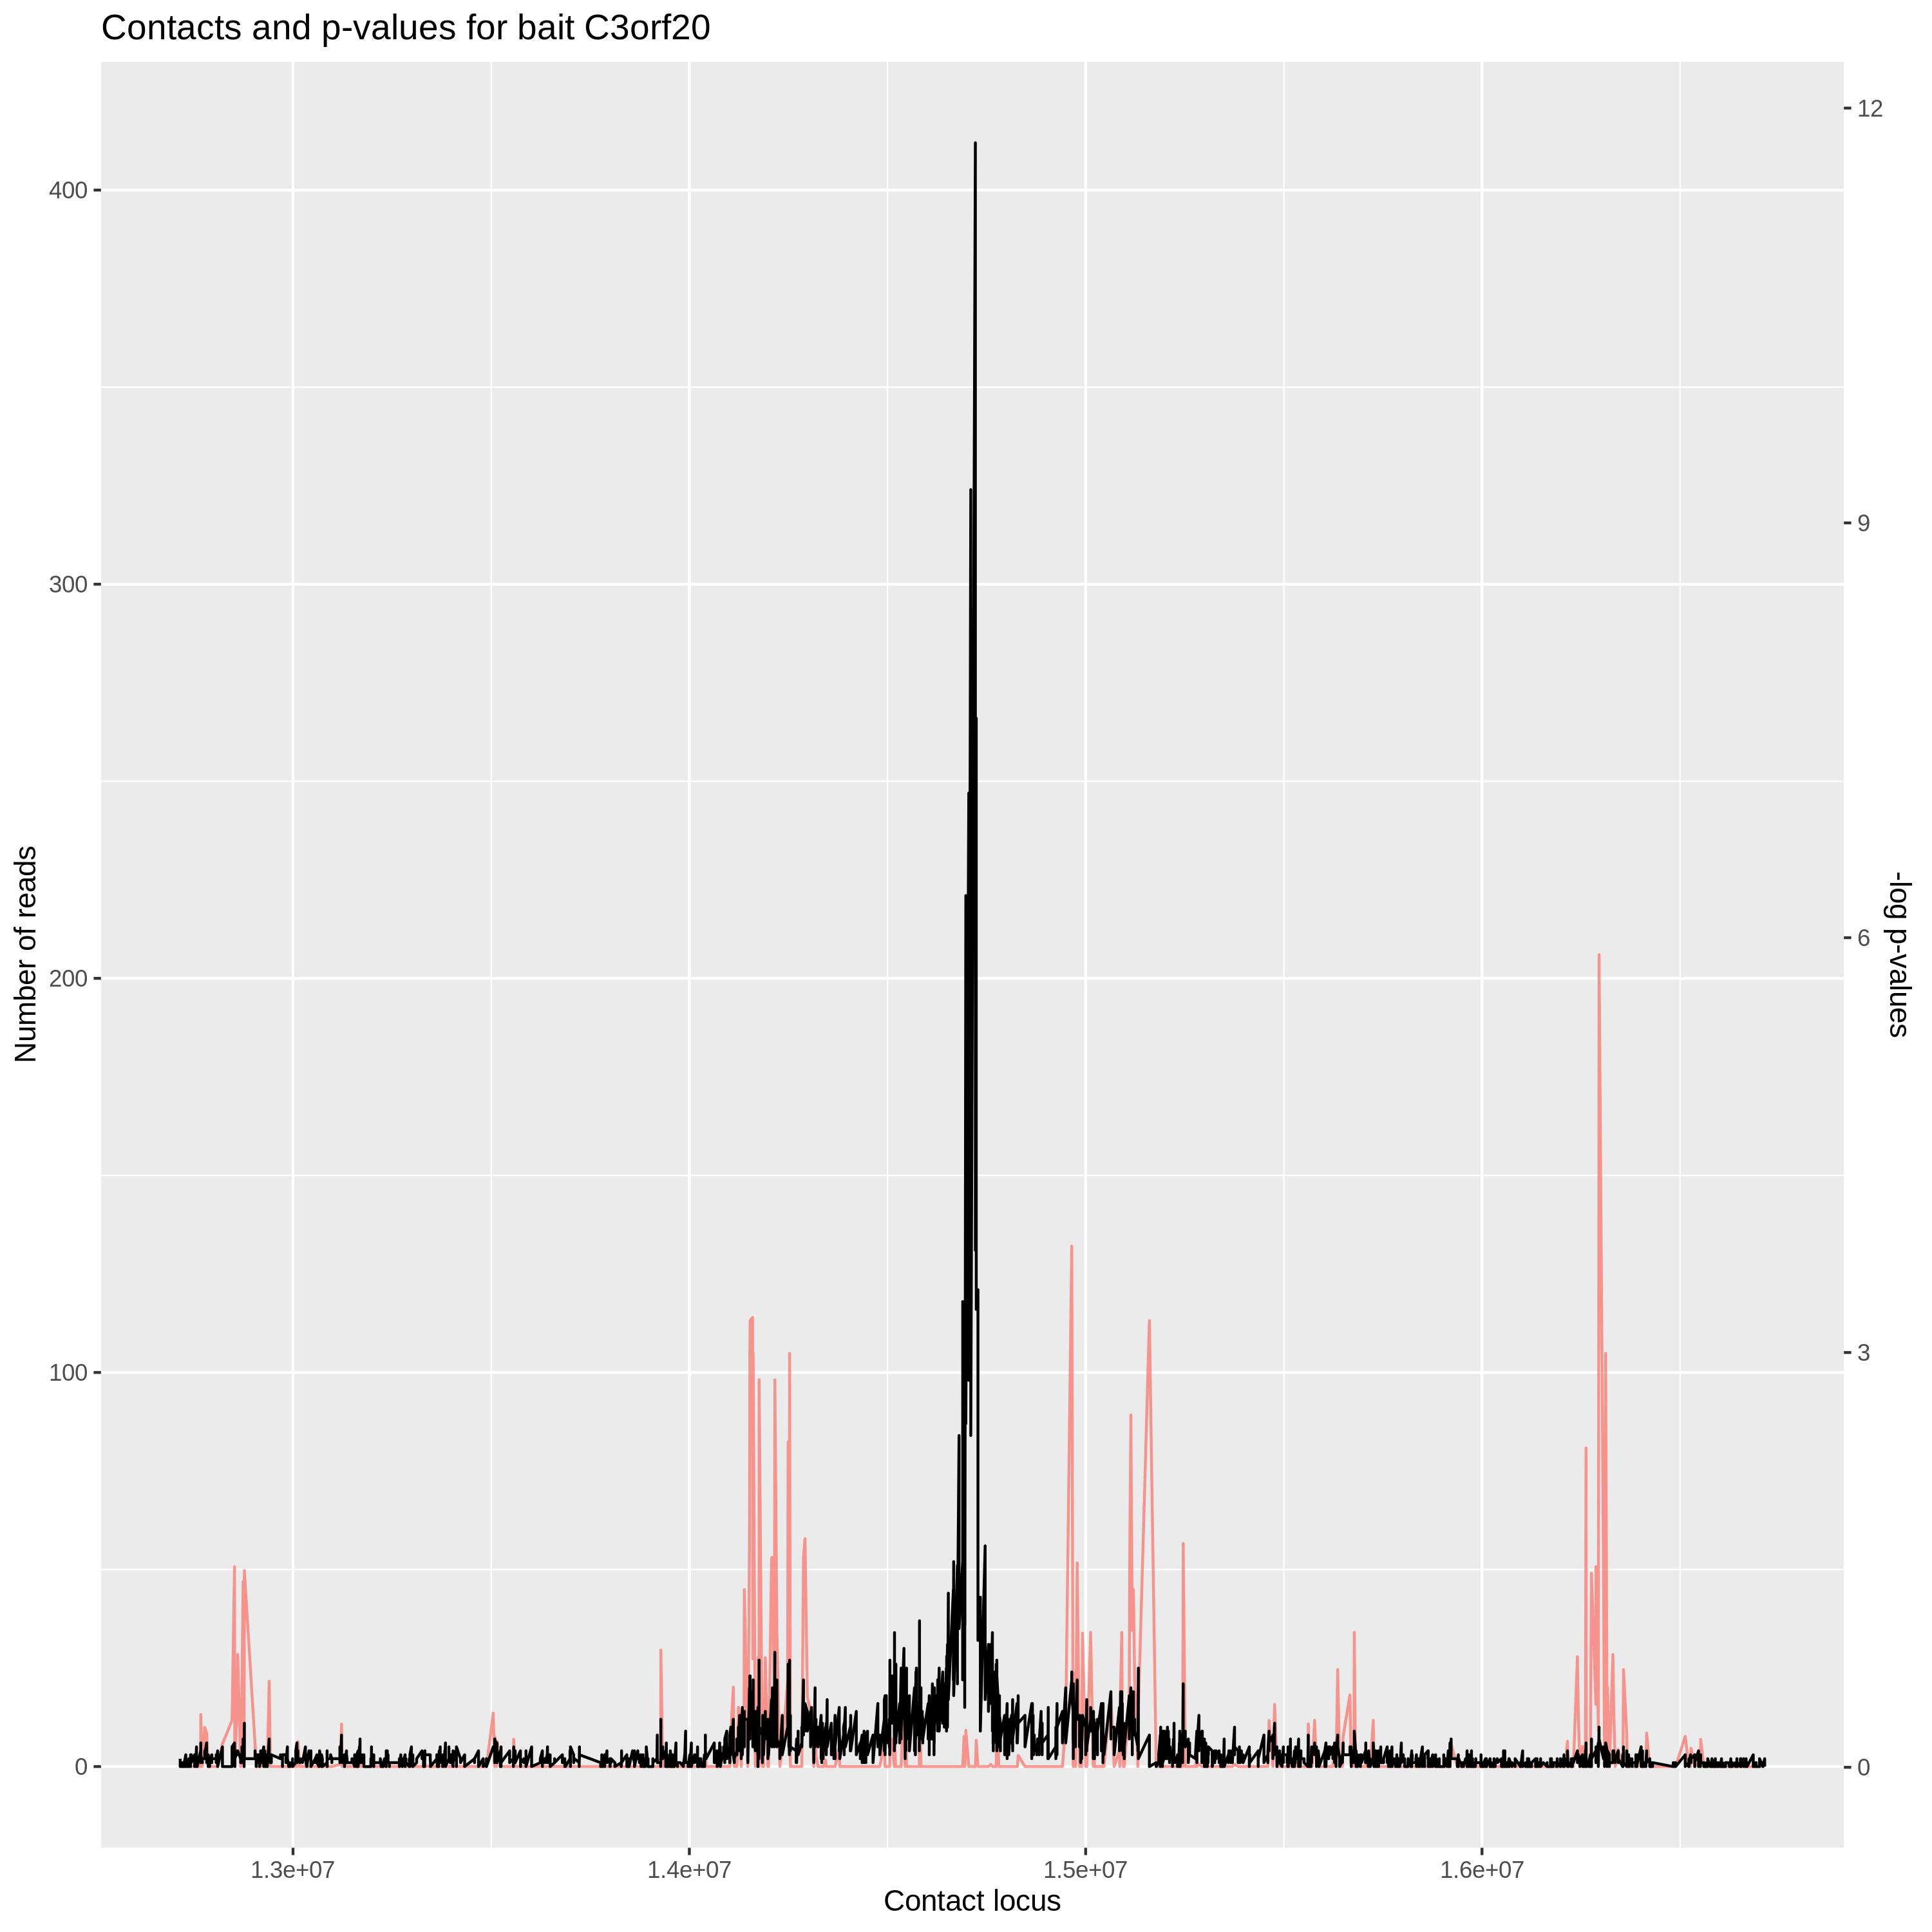 Contacts and p-values for bait C3orf20
400
300
200
100
0
Number of reads
12
9
6
3
0
-log p-values
1.3e+07
1.4e+07
1.5e+07
1.6e+07
Contact locus